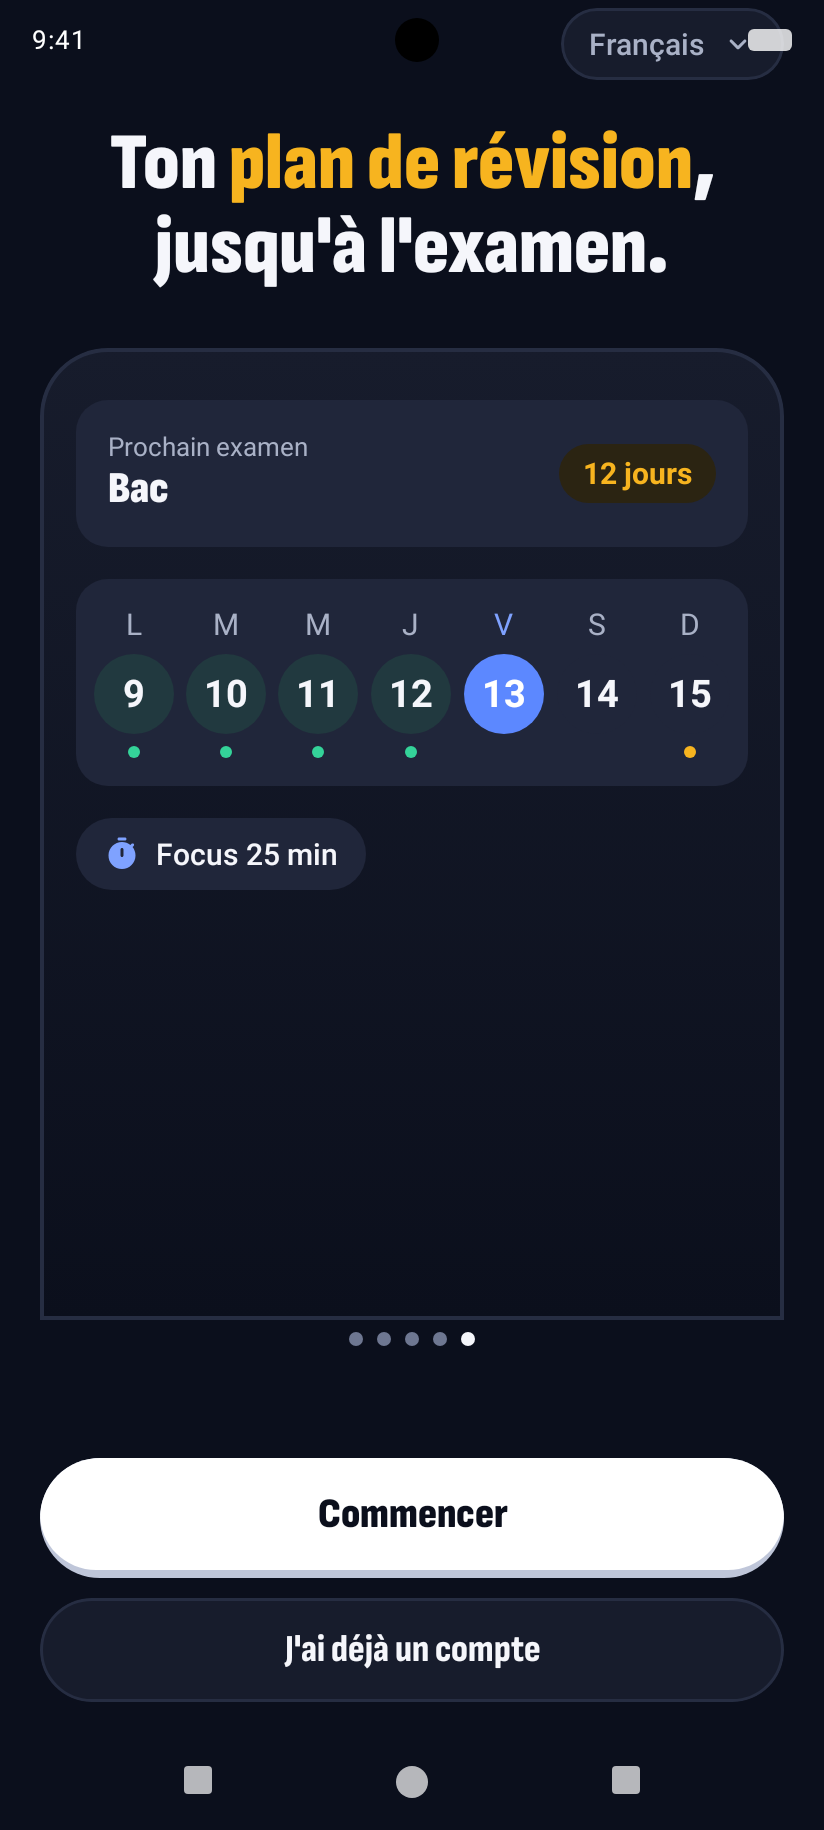 9:41
Français
Ton plan de révision,
jusqu'à l'examen.
Prochain examen
Bac
12 jours
L M M J V S D
9 10 11 12 13 14 15
Focus 25 min
Commencer
J'ai déjà un compte